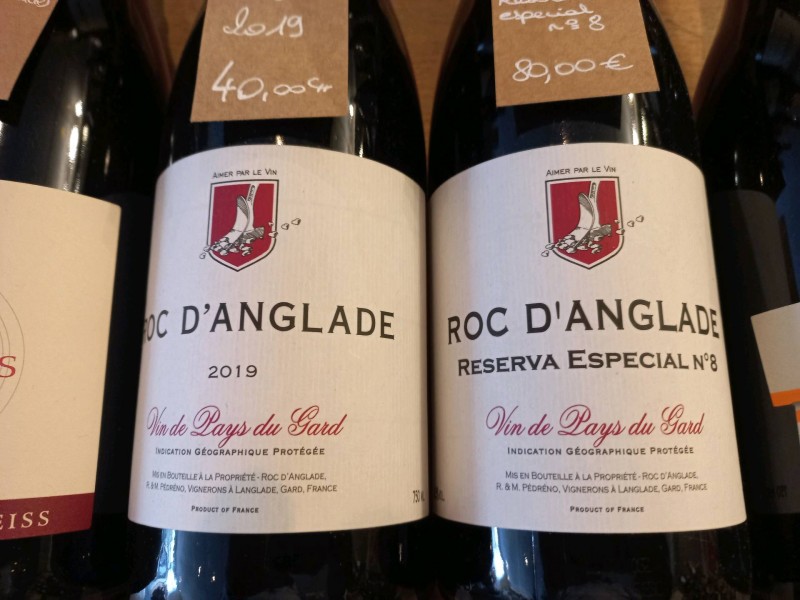 2019
40,00
especial
n°8
80,00€
AIMER PAR LE VIN
ROC D'ANGLADE
2019
Vin de Pays du Gard
INDICATION GÉOGRAPHIQUE PROTÉGÉE
MIS EN BOUTEILLE À LA PROPRIÉTÉ - ROC D'ANGLADE,
R. & M. PÉDRÉNO, VIGNERONS À LANGLADE, GARD, FRANCE
750
PRODUCT OF FRANCE
AIMER PAR LE VIN
ROC D'ANGLADE
RESERVA ESPECIAL N°8
Vin de Pays du Gard
INDICATION GÉOGRAPHIQUE PROTÉGÉE
MIS EN BOUTEILLE À LA PROPRIÉTÉ - ROC D'ANGLADE,
R. & M. PÉDRÉNO, VIGNERONS À LANGLADE, GARD, FRANCE
PRODUCT OF FRANCE
EISS